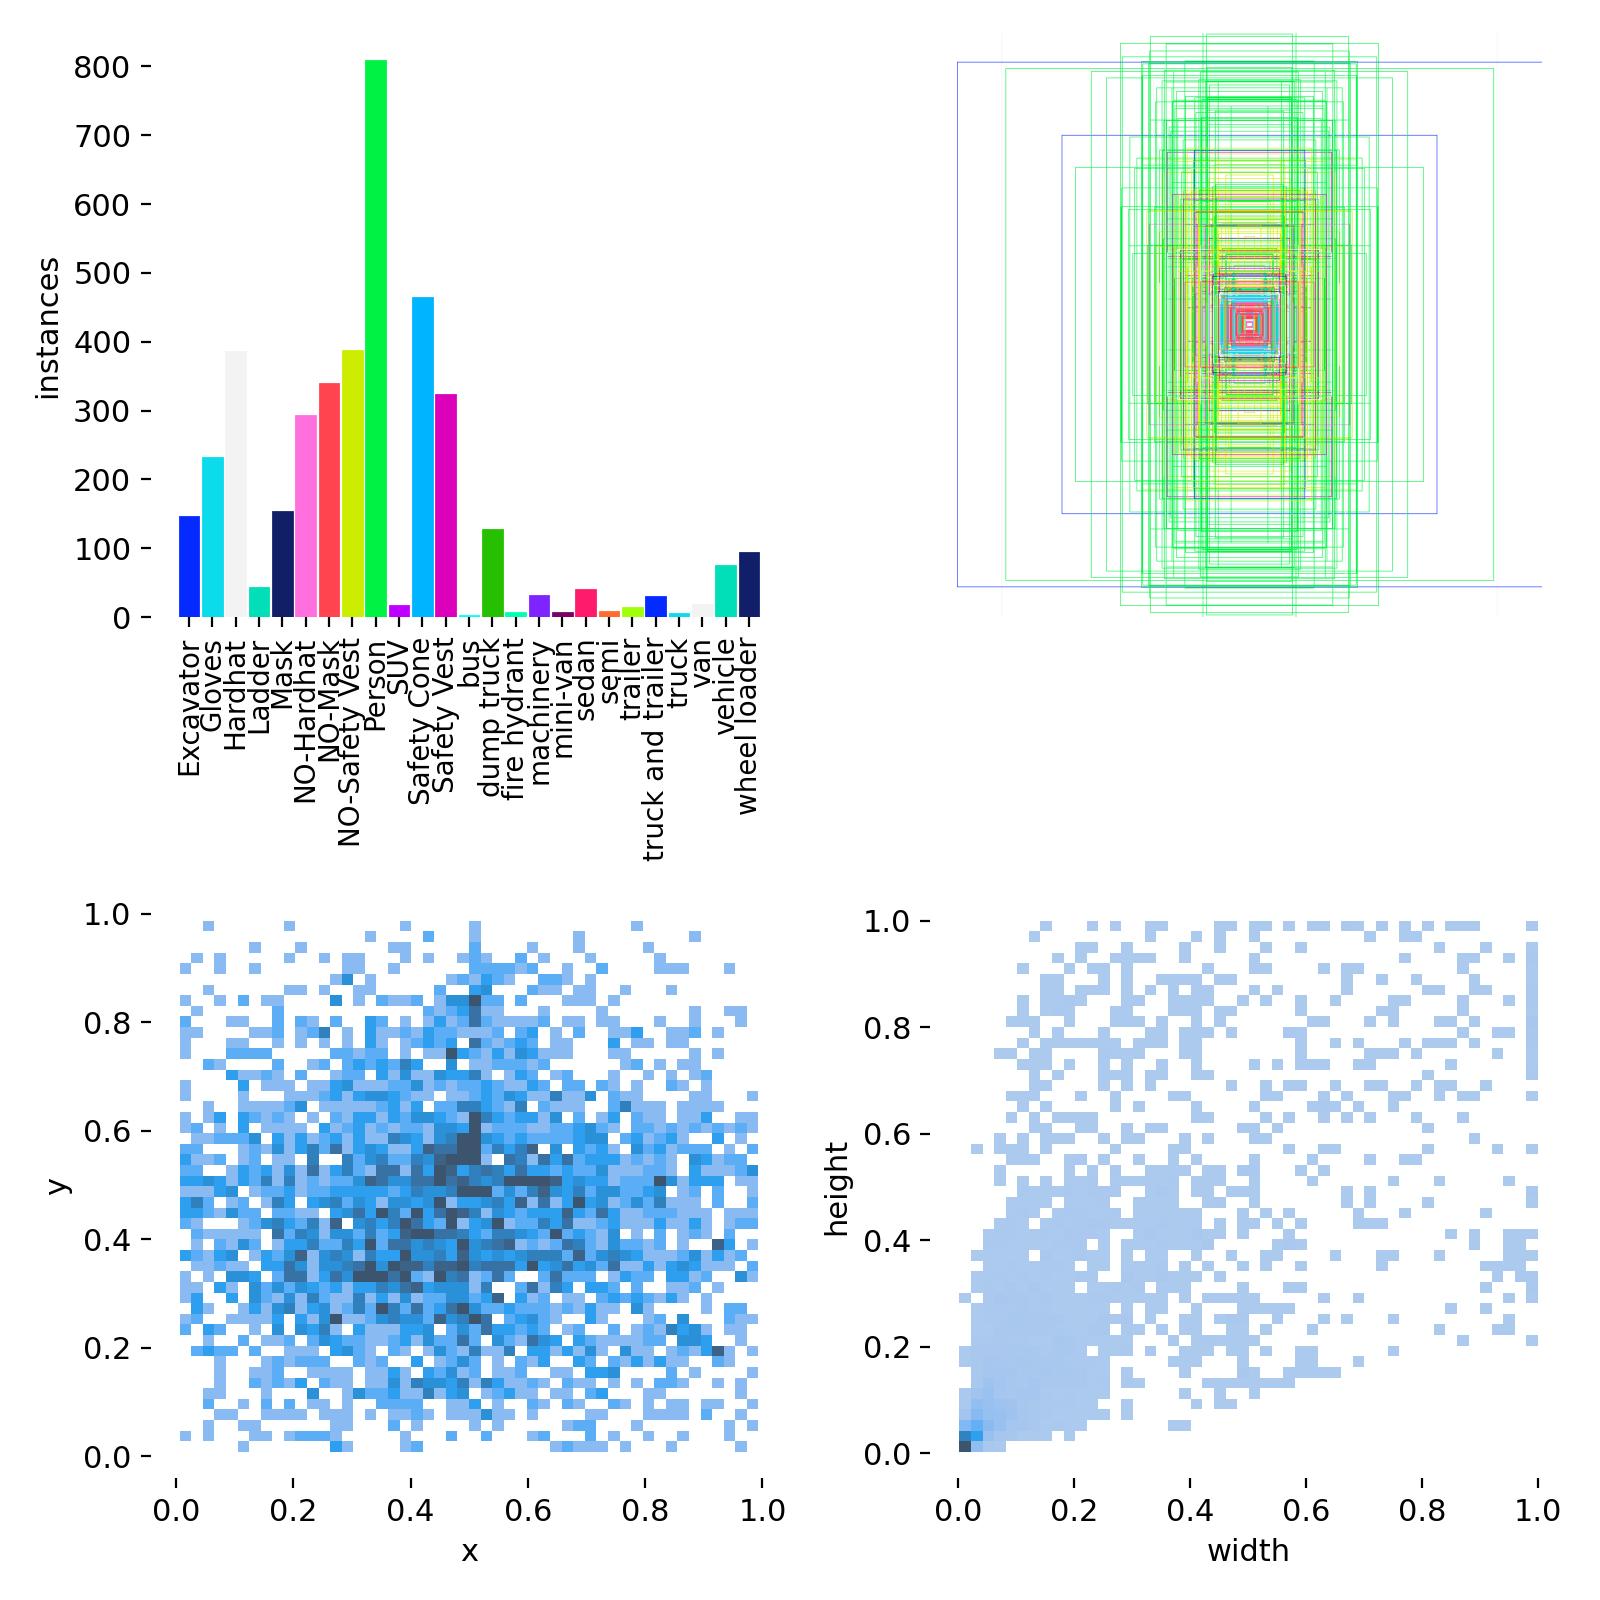 800
700
600
500
400
300
200
100
0
instances
Excavator
Gloves
Hardhat
Ladder
Mask
NO-Hardhat
NO-Mask
NO-Safety Vest
Person
SUV
Safety Cone
Safety Vest
bus
dump truck
fire hydrant
machinery
mini-van
sedan
semi
trailer
truck and trailer
truck
van
vehicle
wheel loader
1.0
0.8
0.6
0.4
0.2
0.0
y
0.0 0.2 0.4 0.6 0.8 1.0
x
1.0
0.8
0.6
0.4
0.2
0.0
height
0.0 0.2 0.4 0.6 0.8 1.0
width